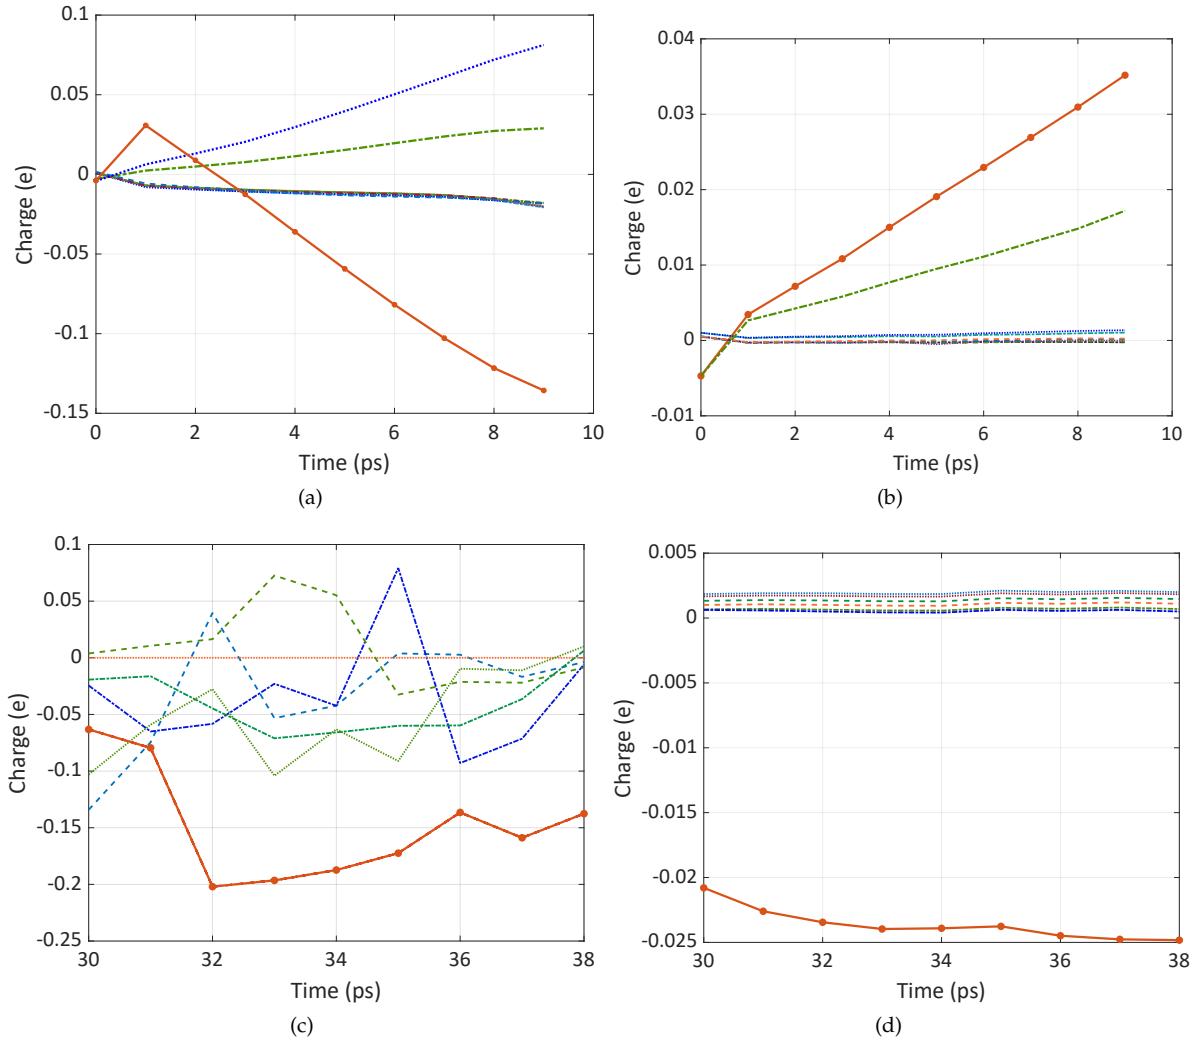 0.1
0.05
0
-0.05
-0.1
-0.15
Charge (e)
0 2 4 6 8 10
Time (ps)
(a)
0.04
0.03
0.02
0.01
0
-0.01
Charge (e)
0 2 4 6 8 10
Time (ps)
(b)
0.1
0.05
0
-0.05
-0.1
-0.15
-0.2
-0.25
Charge (e)
30 32 34 36 38
Time (ps)
(c)
0.005
0
-0.005
-0.01
-0.015
-0.02
-0.025
Charge (e)
30 32 34 36 38
Time (ps)
(d)